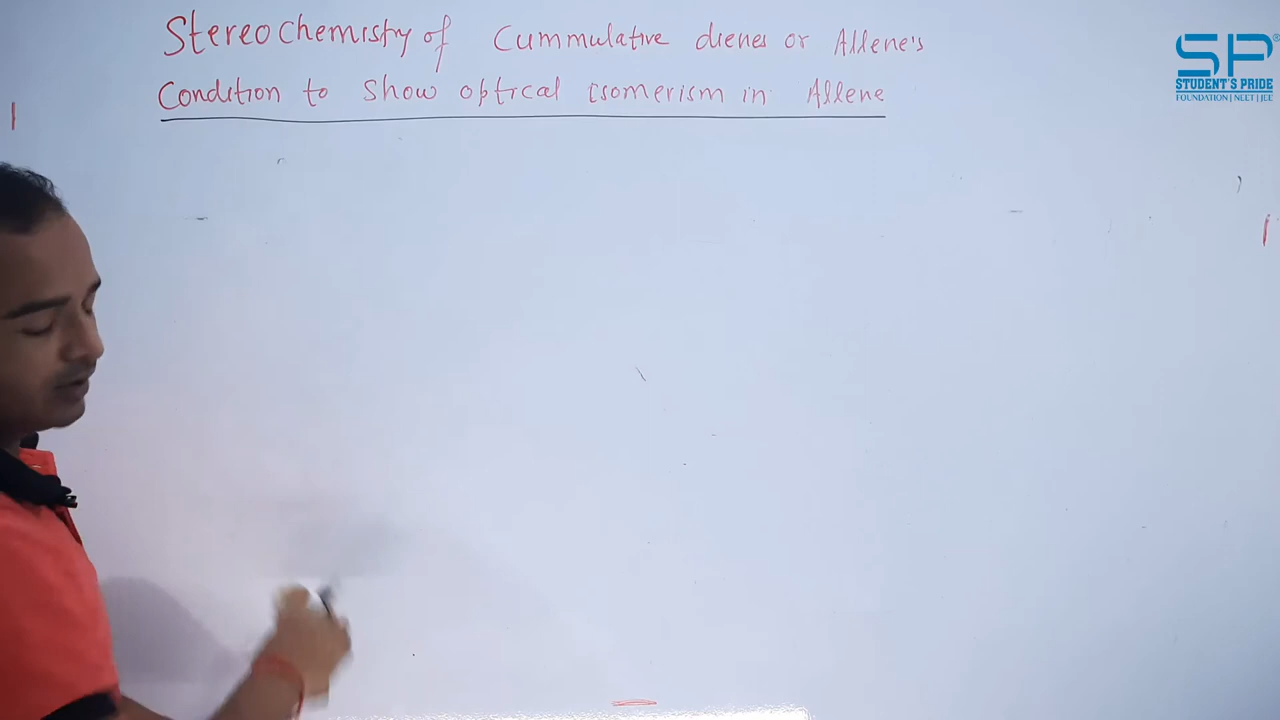 Stereochemistry of Cummulative dienes or Allene's
Condition to show optical isomerism in Allene
SP
STUDENT'S PRIDE
FOUNDATION | NEET | JEE